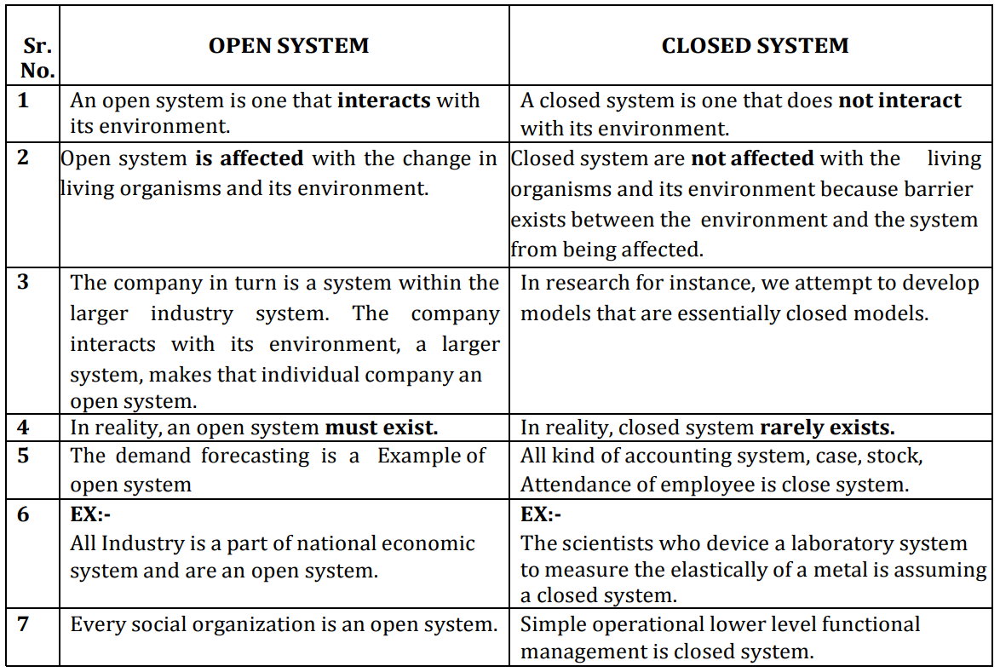 Sr.
No.
OPEN SYSTEM
CLOSED SYSTEM
1
An open system is one that interacts with
its environment.
A closed system is one that does not interact
with its environment.
2
Open system is affected with the change in
living organisms and its environment.
Closed system are not affected with the living
organisms and its environment because barrier
exists between the environment and the system
from being affected.
3
The company in turn is a system within the
larger industry system. The company
interacts with its environment, a larger
system, makes that individual company an
open system.
In research for instance, we attempt to develop
models that are essentially closed models.
4
In reality, an open system must exist.
In reality, closed system rarely exists.
5
The demand forecasting is a Example of
open system
All kind of accounting system, case, stock,
Attendance of employee is close system.
6
EX:-
All Industry is a part of national economic
system and are an open system.
EX:-
The scientists who device a laboratory system
to measure the elastically of a metal is assuming
a closed system.
7
Every social organization is an open system.
Simple operational lower level functional
management is closed system.